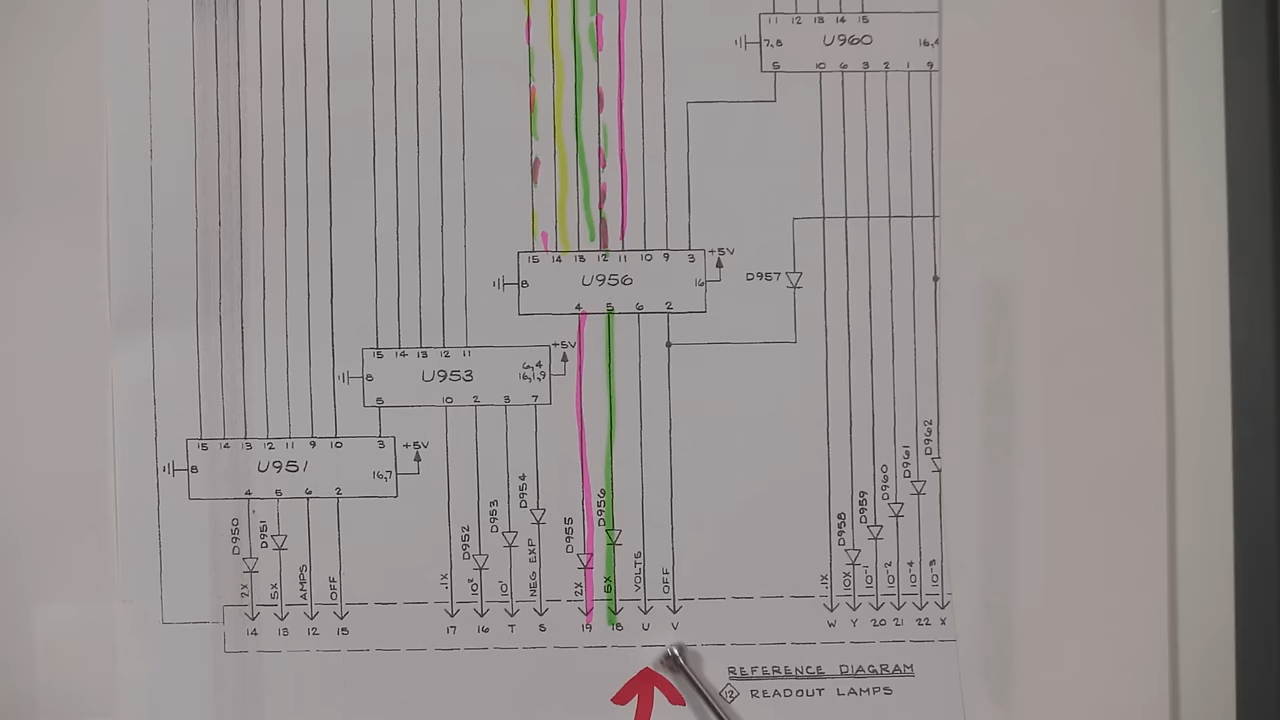 11 12 13 14 15
7,8 U960 16,4
5 10 6 3 2 1 9
15 14 13 12 11 10 9 3 +5V
8 U956 16
4 5 6 2
D957
15 14 13 12 11 +5V
8 U953 6,4
16,1,9
5 10 2 3 7
15 14 13 12 11 9 10 3 +5V
8 U951 16,7
4 5 6 2
D950 D951 D952 D953 D954 D955 D956 D958 D959 D960 D961 D962
2X 5X AMPS OFF .1X 10² 10¹ NEG EXP 2X 5X VOLTS OFF .1X 10X 10-1 10-2 10-4 10-3
14 13 12 15 17 16 T S 19 18 U V W Y 20 21 22 X
REFERENCE DIAGRAM
12 READOUT LAMPS